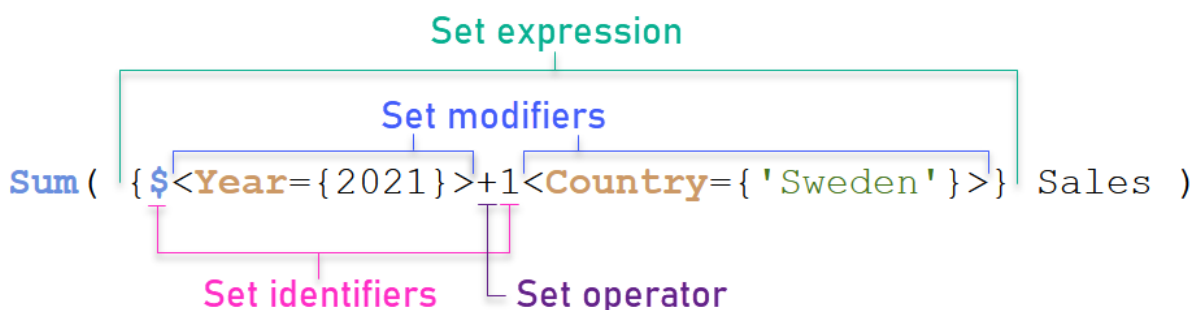 Set expression
Set modifiers
Sum( {$<Year={2021}>+1<Country={'Sweden'}>} Sales )
Set identifiers
Set operator